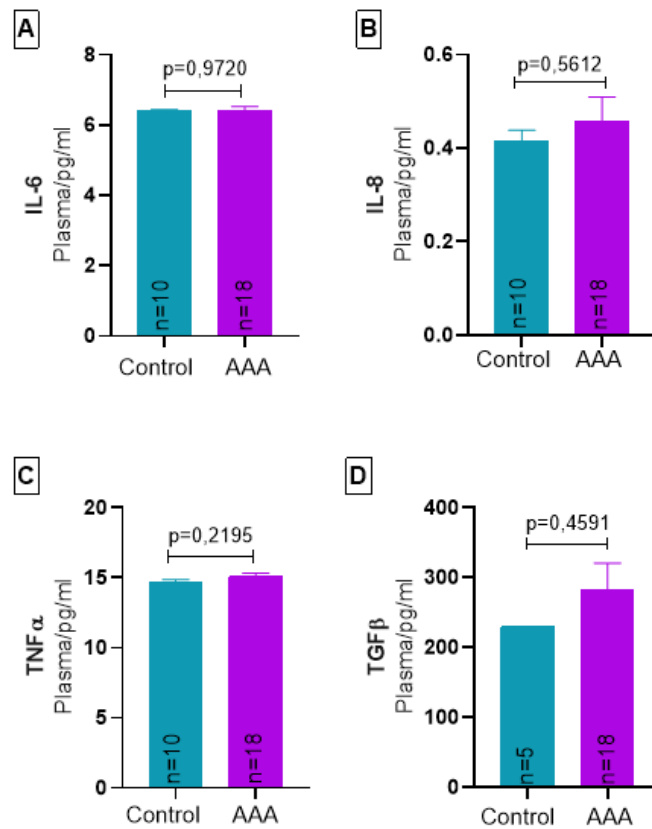 A
IL-6
Plasma/pg/ml
8
6
4
2
0
p=0,9720
n=10
n=18
Control
AAA
B
IL-8
Plasma/pg/ml
0.6
0.4
0.2
0.0
p=0,5612
n=10
n=18
Control
AAA
C
TNFα
Plasma/pg/ml
20
15
10
5
0
p=0,2195
n=10
n=18
Control
AAA
D
TGFβ
Plasma/pg/ml
400
300
200
100
0
p=0,4591
n=5
n=18
Control
AAA